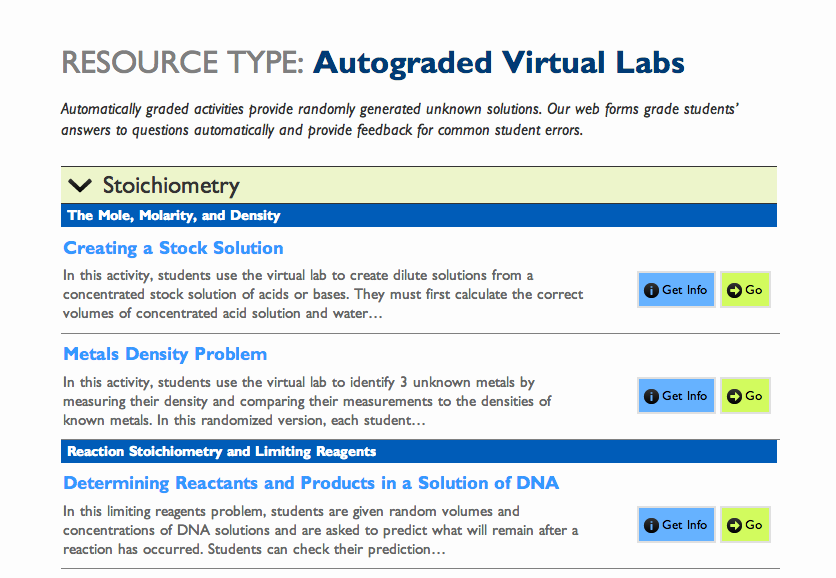 RESOURCE TYPE: Autograded Virtual Labs
Automatically graded activities provide randomly generated unknown solutions. Our web forms grade students’
answers to questions automatically and provide feedback for common student errors.
Stoichiometry
The Mole, Molarity, and Density
Creating a Stock Solution
In this activity, students use the virtual lab to create dilute solutions from a
concentrated stock solution of acids or bases. They must first calculate the correct
volumes of concentrated acid solution and water…
Get Info
Go
Metals Density Problem
In this activity, students use the virtual lab to identify 3 unknown metals by
measuring their density and comparing their measurements to the densities of
known metals. In this randomized version, each student…
Get Info
Go
Reaction Stoichiometry and Limiting Reagents
Determining Reactants and Products in a Solution of DNA
In this limiting reagents problem, students are given random volumes and
concentrations of DNA solutions and are asked to predict what will remain after a
reaction has occurred. Students can check their prediction…
Get Info
Go